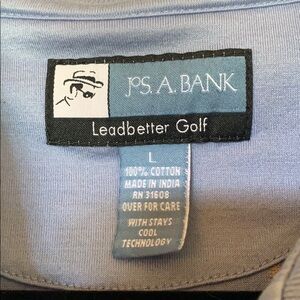 JOS. A. BANK
Leadbetter Golf
L
100% COTTON
MADE IN INDIA
RN 31608
OVER FOR CARE
WITH STAYS
COOL
TECHNOLOGY